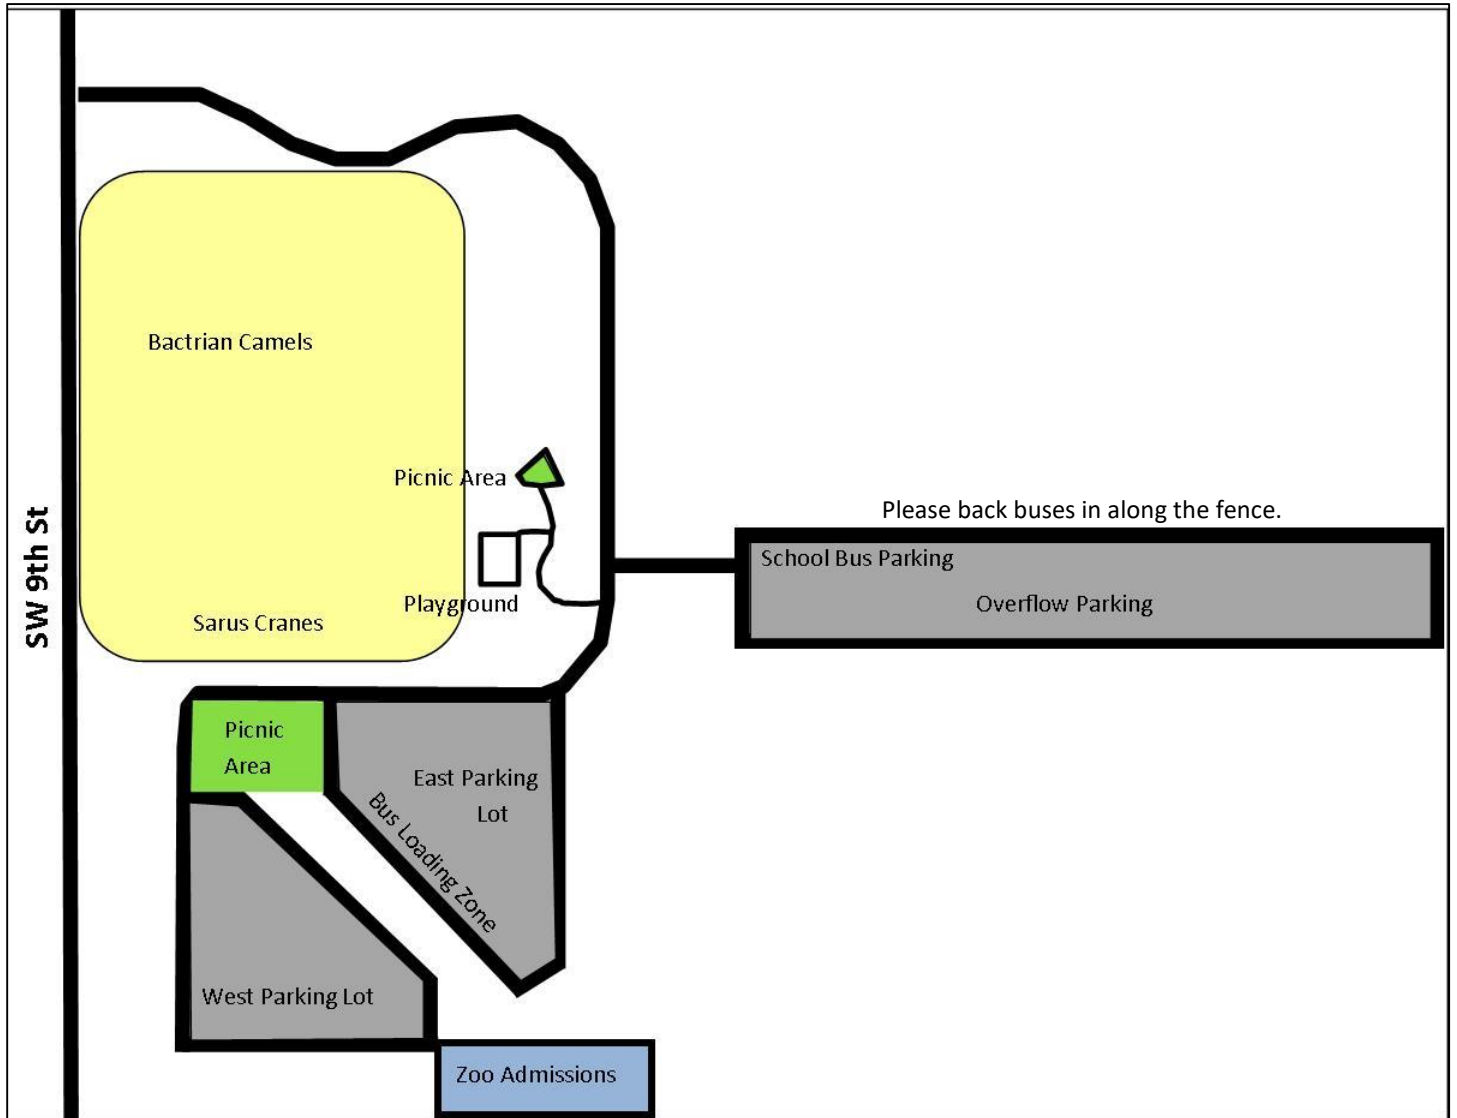 Bactrian Camels
Picnic Area
Please back buses in along the fence.
SW 9th St
School Bus Parking
Overflow Parking
Playground
Sarus Cranes
Picnic
Area
East Parking
Lot
Bus Loading Zone
West Parking Lot
Zoo Admissions